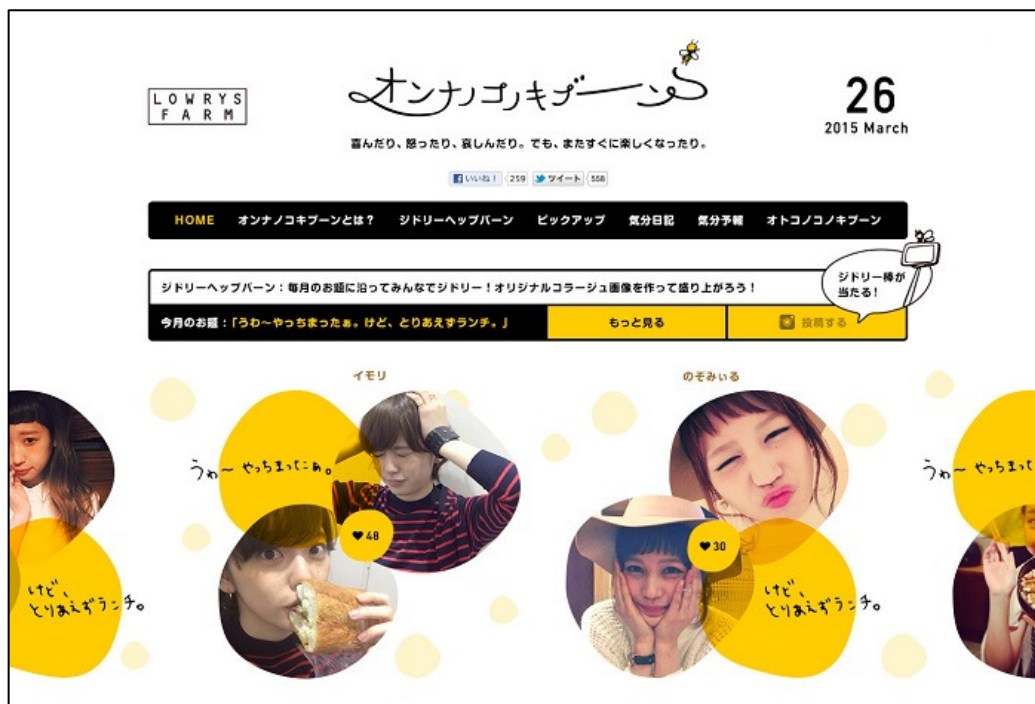 LOWRYS
FARM
オンナノコノキブーン
26
2015 March
喜んだり、怒ったり、哀しんだり。でも、またすぐに楽しくなったり。
いいね！ 259 ツイート 558
HOME オンナノコキブーンとは？ ジドリーヘップバーン ピックアップ 気分日記 気分予報 オトコノコノキブーン
ジドリー棒が
当たる！
ジドリーヘップバーン：毎月のお題に沿ってみんなでジドリー！オリジナルコラージュ画像を作って盛り上がろう！
今月のお題：「うわ〜やっちまったぁ。けど、とりあえずランチ。」 もっと見る 投稿する
イモリ のぞみぃる
うわ〜 やっちまったぁ。
うわ〜 やっちまって
48
30
けど、
とりあえずランチ。
けど、
とりあえずランチ。